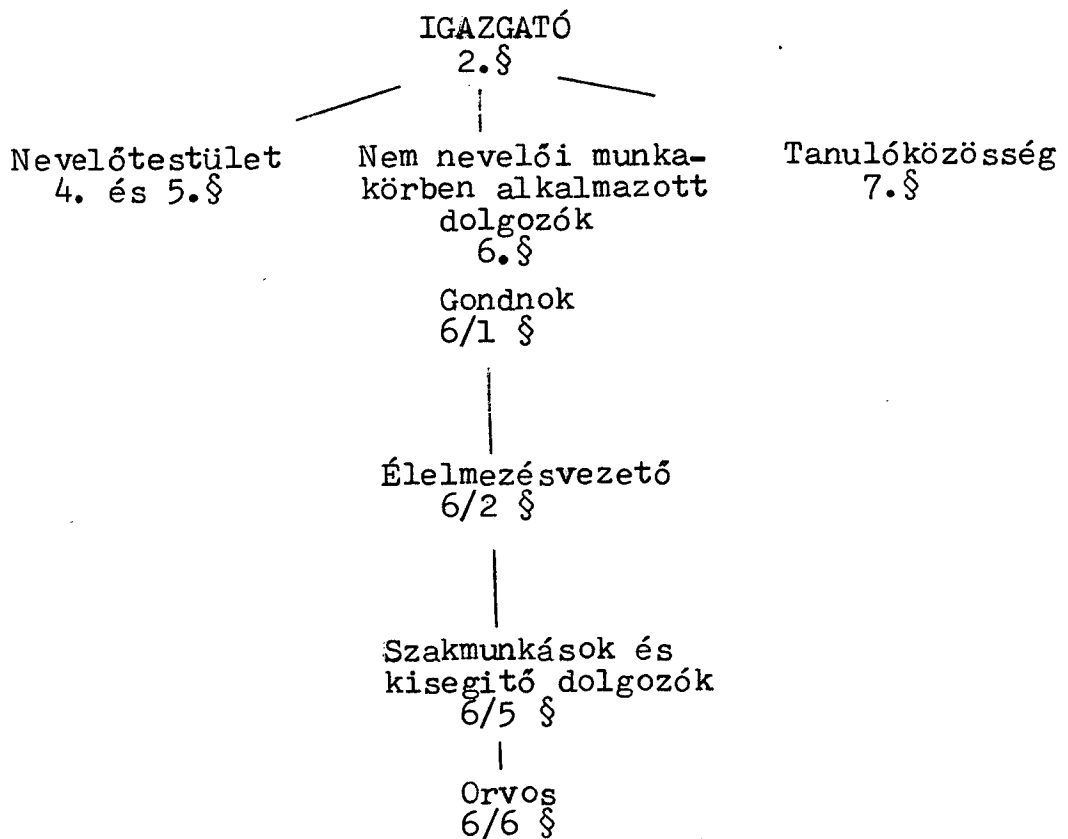 IGAZGATÓ
2.§
Nevelőtestület
4. és 5.§
Nem nevelői munka-
körben alkalmazott
dolgozók
6.§
Tanulóközösség
7.§
Gondnok
6/1 §
Élelmezésvezető
6/2 §
Szakmunkások és
kisegitő dolgozók
6/5 §
Orvos
6/6 §